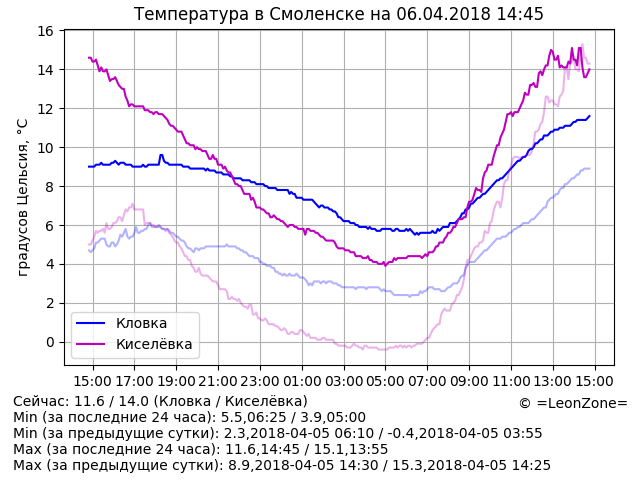 Температура в Смоленске на 06.04.2018 14:45
16
14
12
10
8
6
4
2
0
градусов Цельсия, °C
Кловка
Киселёвка
15:00 17:00 19:00 21:00 23:00 01:00 03:00 05:00 07:00 09:00 11:00 13:00 15:00
Сейчас: 11.6 / 14.0 (Кловка / Киселёвка)
© =LeonZone=
Min (за последние 24 часа): 5.5,06:25 / 3.9,05:00
Min (за предыдущие сутки): 2.3,2018-04-05 06:10 / -0.4,2018-04-05 03:55
Max (за последние 24 часа): 11.6,14:45 / 15.1,13:55
Max (за предыдущие сутки): 8.9,2018-04-05 14:30 / 15.3,2018-04-05 14:25